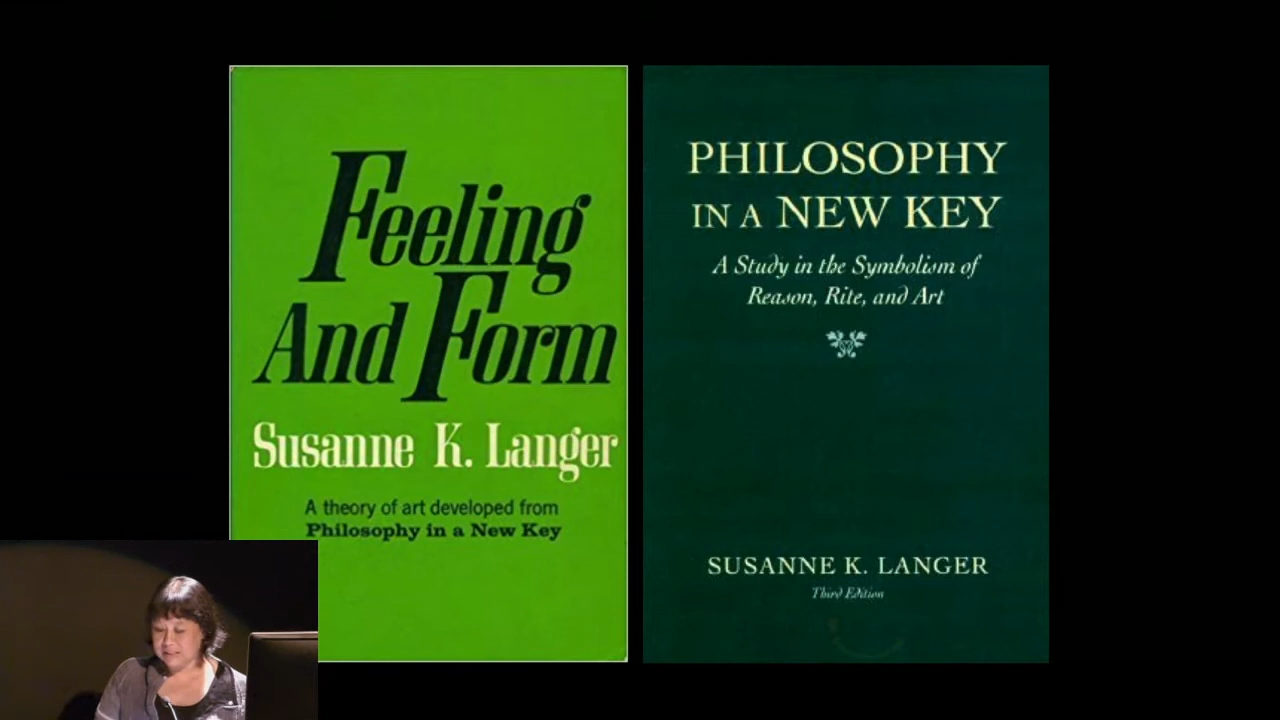 Feeling
And Form
Susanne K. Langer
A theory of art developed from
Philosophy in a New Key
PHILOSOPHY
IN A NEW KEY
A Study in the Symbolism of
Reason, Rite, and Art
SUSANNE K. LANGER
Third Edition